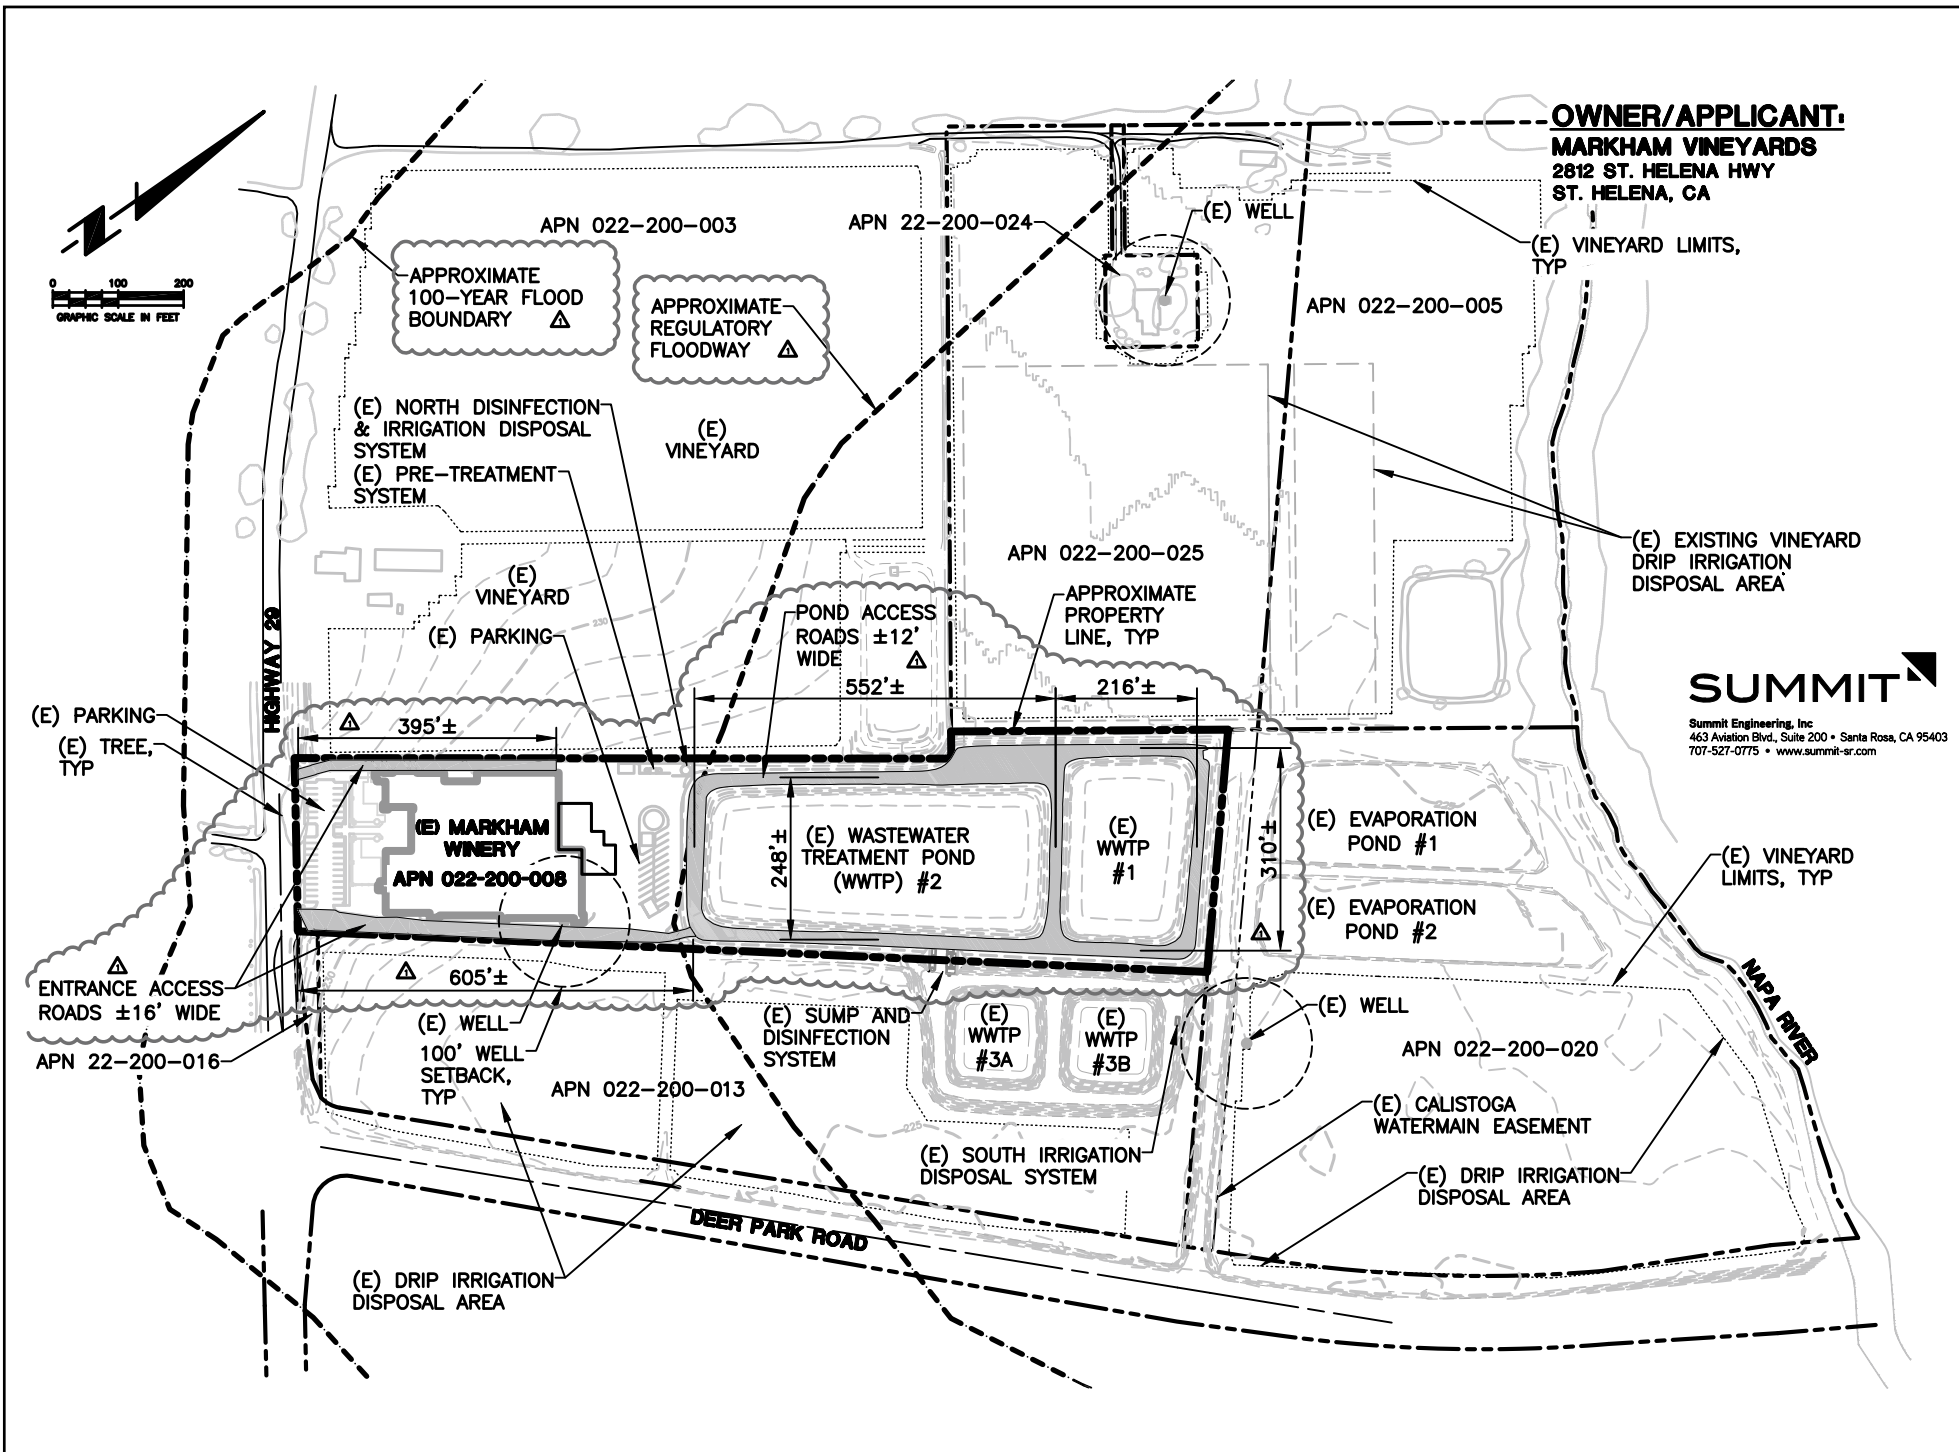 OWNER/APPLICANT:
MARKHAM VINEYARDS
2812 ST. HELENA HWY
ST. HELENA, CA
0 100 200
GRAPHIC SCALE IN FEET
APN 022-200-003
APN 22-200-024
(E) WELL
(E) VINEYARD LIMITS,
TYP
APPROXIMATE
100-YEAR FLOOD
BOUNDARY
1
APPROXIMATE
REGULATORY
FLOODWAY
1
APN 022-200-005
(E) NORTH DISINFECTION
& IRRIGATION DISPOSAL
SYSTEM
(E) PRE-TREATMENT
SYSTEM
(E)
VINEYARD
(E) EXISTING VINEYARD
DRIP IRRIGATION
DISPOSAL AREA
APN 022-200-025
(E)
VINEYARD
230
(E) PARKING
POND ACCESS
ROADS ±12'
WIDE
1
APPROXIMATE
PROPERTY
LINE, TYP
HIGHWAY 29
SUMMIT
Summit Engineering, Inc
463 Aviation Blvd., Suite 200 • Santa Rosa, CA 95403
707-527-0775 • www.summit-sr.com
552'±
216'±
(E) PARKING
(E) TREE,
TYP
1
395'±
(E) MARKHAM
WINERY
APN 022-200-008
248'±
(E) WASTEWATER
TREATMENT POND
(WWTP) #2
(E)
WWTP
#1
310'±
(E) EVAPORATION
POND #1
(E) EVAPORATION
POND #2
1
(E) VINEYARD
LIMITS, TYP
1
ENTRANCE ACCESS
ROADS ±16' WIDE
APN 22-200-016
1
605'±
(E) WELL
100' WELL
SETBACK,
TYP
APN 022-200-013
(E) SUMP AND
DISINFECTION
SYSTEM
(E)
WWTP
#3A
(E)
WWTP
#3B
(E) WELL
APN 022-200-020
NAPA RIVER
(E) CALISTOGA
WATERMAIN EASEMENT
225
(E) SOUTH IRRIGATION
DISPOSAL SYSTEM
(E) DRIP IRRIGATION
DISPOSAL AREA
DEER PARK ROAD
(E) DRIP IRRIGATION
DISPOSAL AREA